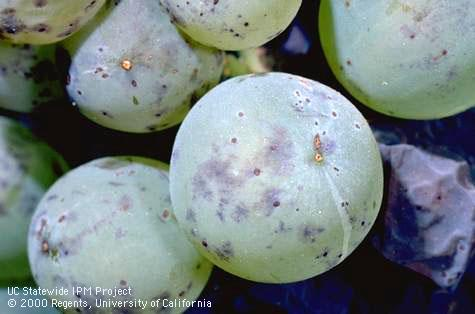 UC Statewide IPM Project
© 2000 Regents, University of California